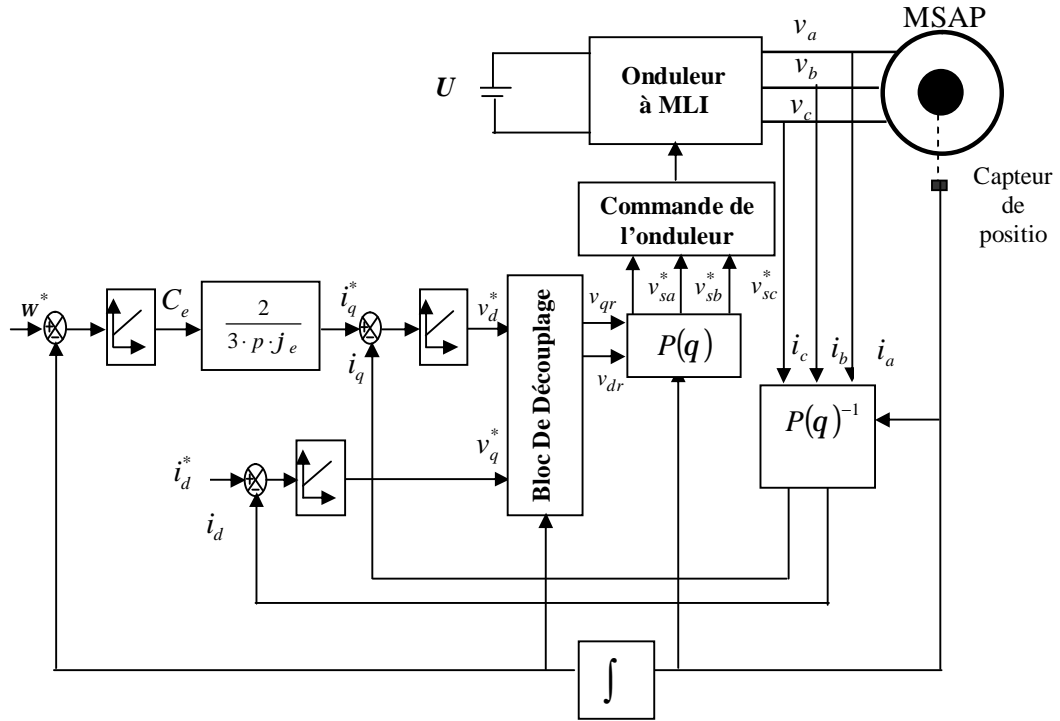 MSAP
v_a
v_b
v_c
U
Onduleur
à MLI
Capteur
de
positio
Commande de
l'onduleur
w^*
C_e
2
3 · p · j_e
i_q^*
i_q
v_d^*
Bloc De Découplage
v_qr
v_dr
v_sa^*
v_sb^*
v_sc^*
P(q)
i_c
i_b
i_a
P(q)^-1
i_d^*
i_d
v_q^*
∫